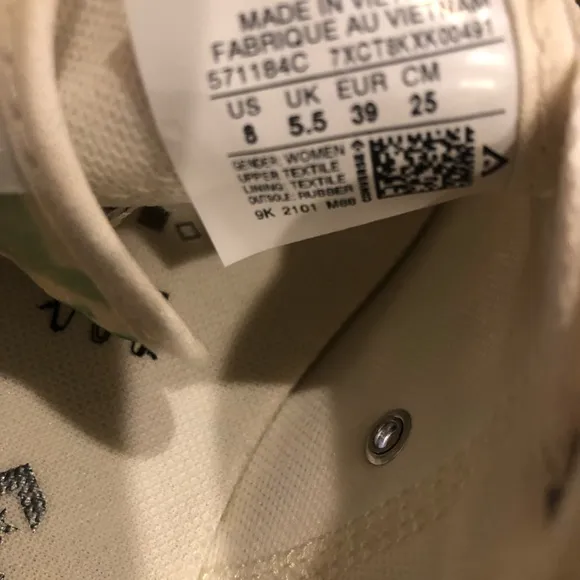 MADE IN VIETNAM
FABRIQUE AU VIETNAM
571184C 7XCT8KXK00491
US UK EUR CM
8 5.5 39 25
GENDER: WOMEN
UPPER: TEXTILE
LINING: TEXTILE
OUTSOLE: RUBBER
9K 2101 M88